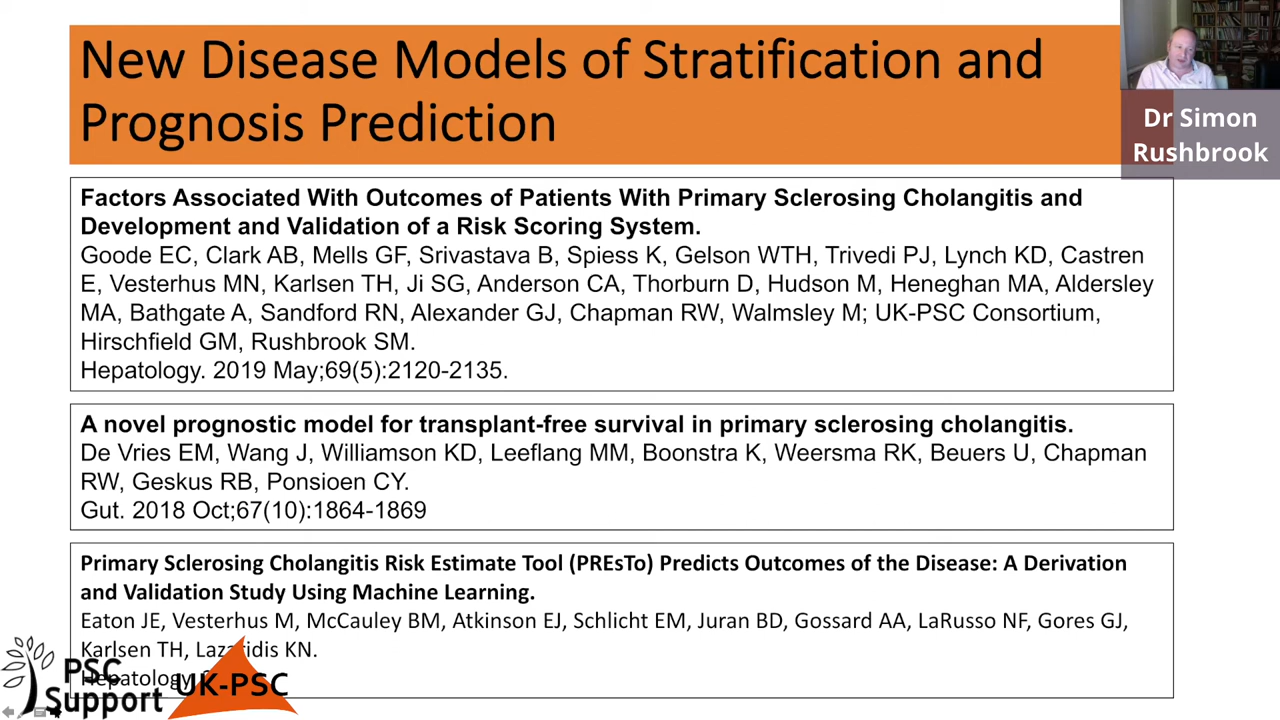 New Disease Models of Stratification and
Prognosis Prediction
Dr Simon
Rushbrook
Factors Associated With Outcomes of Patients With Primary Sclerosing Cholangitis and
Development and Validation of a Risk Scoring System.
Goode EC, Clark AB, Mells GF, Srivastava B, Spiess K, Gelson WTH, Trivedi PJ, Lynch KD, Castren
E, Vesterhus MN, Karlsen TH, Ji SG, Anderson CA, Thorburn D, Hudson M, Heneghan MA, Aldersley
MA, Bathgate A, Sandford RN, Alexander GJ, Chapman RW, Walmsley M; UK-PSC Consortium,
Hirschfield GM, Rushbrook SM.
Hepatology. 2019 May;69(5):2120-2135.
A novel prognostic model for transplant-free survival in primary sclerosing cholangitis.
De Vries EM, Wang J, Williamson KD, Leeflang MM, Boonstra K, Weersma RK, Beuers U, Chapman
RW, Geskus RB, Ponsioen CY.
Gut. 2018 Oct;67(10):1864-1869
Primary Sclerosing Cholangitis Risk Estimate Tool (PREsTo) Predicts Outcomes of the Disease: A Derivation
and Validation Study Using Machine Learning.
Eaton JE, Vesterhus M, McCauley BM, Atkinson EJ, Schlicht EM, Juran BD, Gossard AA, LaRusso NF, Gores GJ,
Karlsen TH, Lazaridis KN.
Hepatology
PSC
Support
UK-PSC